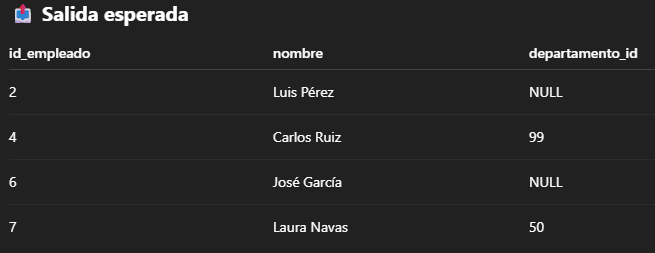 Salida esperada
id_empleado nombre departamento_id
2 Luis Pérez NULL
4 Carlos Ruiz 99
6 José García NULL
7 Laura Navas 50